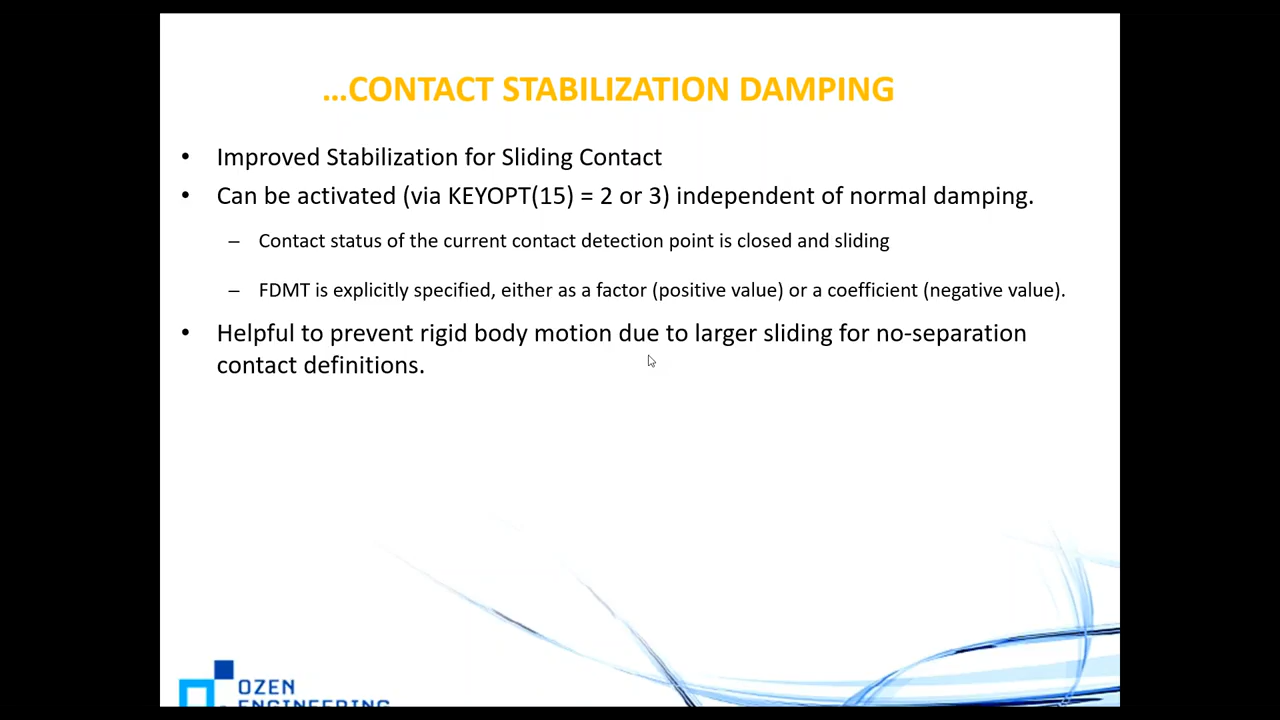 ...CONTACT STABILIZATION DAMPING
• Improved Stabilization for Sliding Contact
• Can be activated (via KEYOPT(15) = 2 or 3) independent of normal damping.
– Contact status of the current contact detection point is closed and sliding
– FDMT is explicitly specified, either as a factor (positive value) or a coefficient (negative value).
• Helpful to prevent rigid body motion due to larger sliding for no-separation
contact definitions.
OZEN
ENGINEERING